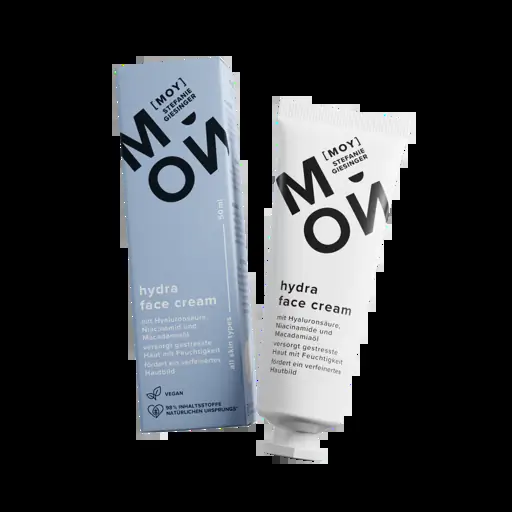 [MOY]
STEFANIE
GIESINGER
MOW
50 ml
hydra
face cream
mit Hyaluronsäure,
Niacinamid und
Macadamiaöl
versorgt gestresste
Haut mit Feuchtigkeit
fördert ein verfeinertes
Hautbild
all skin types
VEGAN
98% INHALTSSTOFFE
NATÜRLICHEN URSPRUNGS*
[MOY]
STEFANIE
GIESINGER
MOW
hydra
face cream
mit Hyaluronsäure,
Niacinamide und
Macadamiaöl
versorgt gestresste
Haut mit Feuchtigkeit
fördert ein verfeinertes
Hautbild